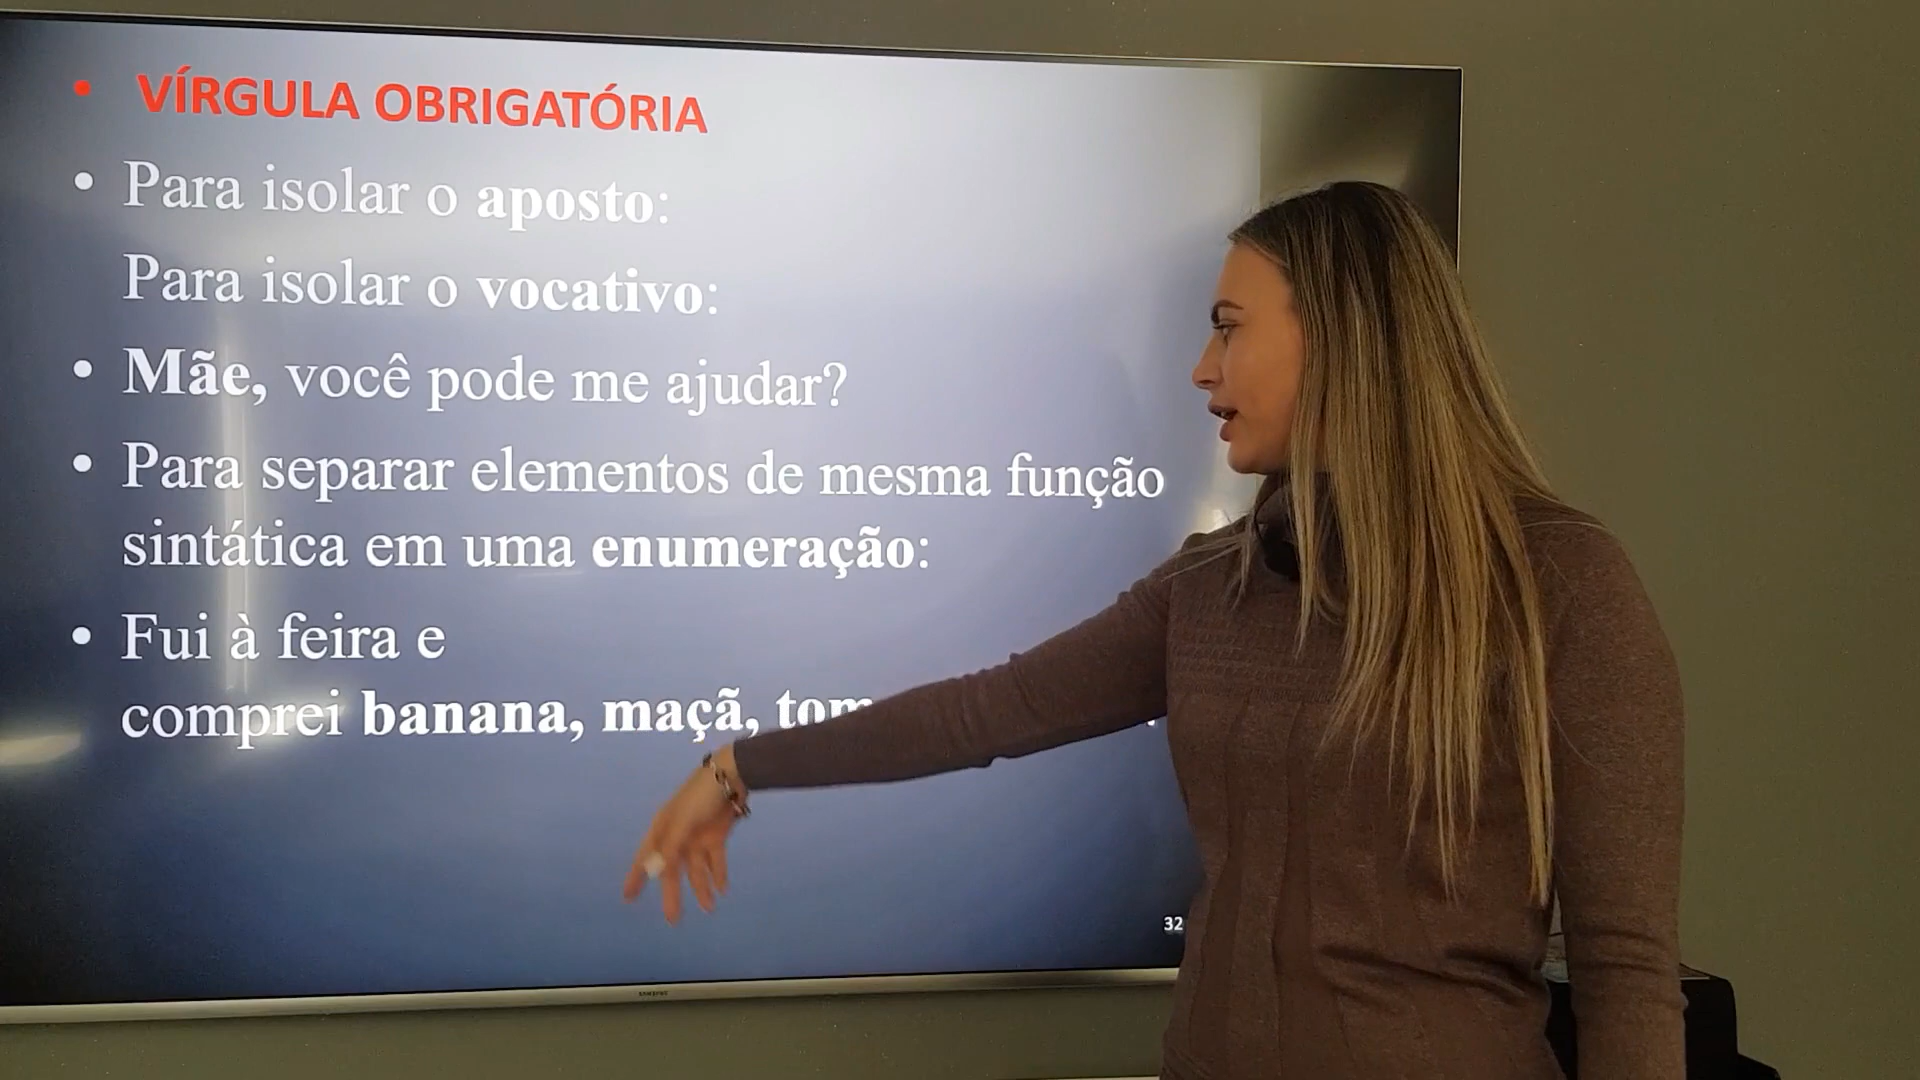 • VÍRGULA OBRIGATÓRIA
• Para isolar o aposto:
Para isolar o vocativo:
• Mãe, você pode me ajudar?
• Para separar elementos de mesma função
sintática em uma enumeração:
• Fui à feira e
comprei banana, maçã,
32
SAMSUNG